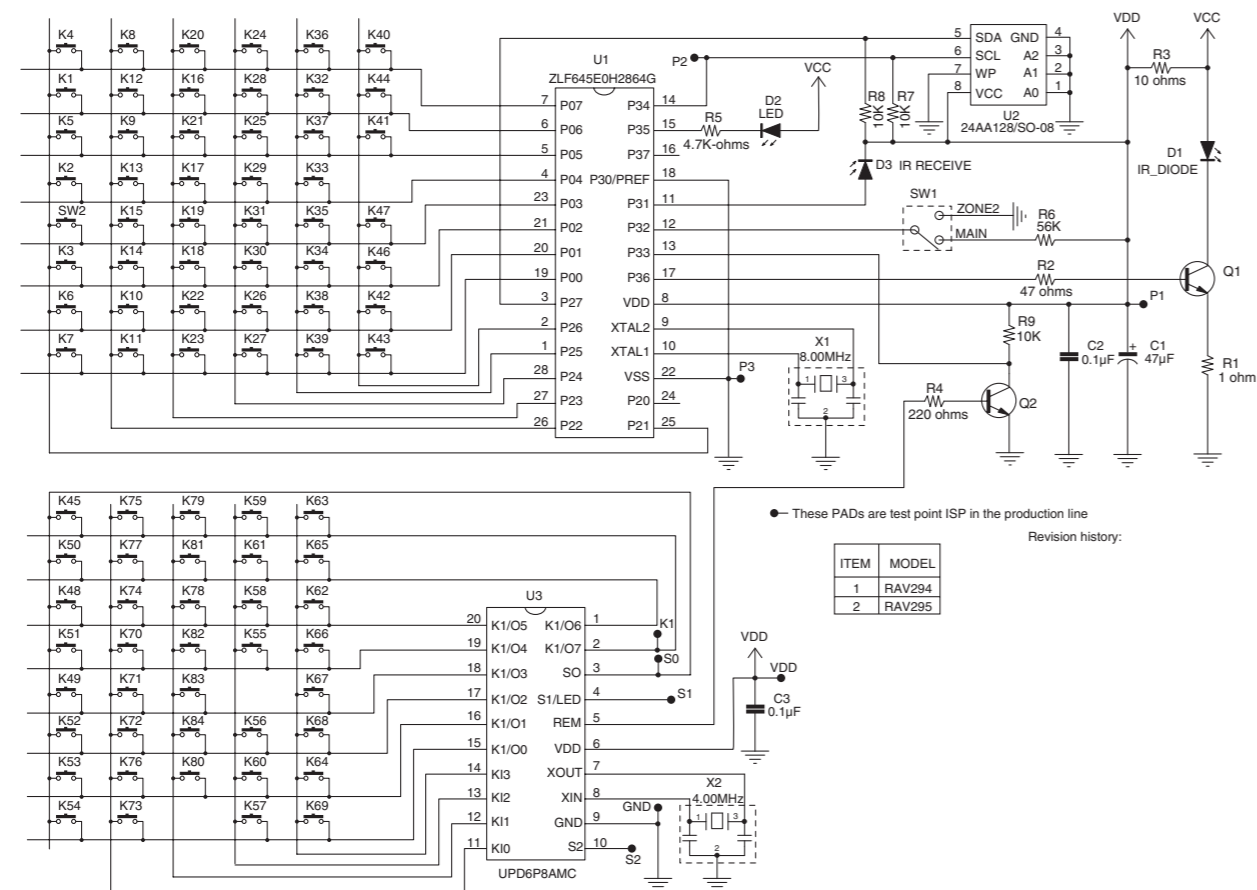 K4 K8 K20 K24 K36 K40
K1 K12 K16 K28 K32 K44
K5 K9 K21 K25 K37 K41
K2 K13 K17 K29 K33
SW2 K15 K19 K31 K35 K47
K3 K14 K18 K30 K34 K46
K6 K10 K22 K26 K38 K42
K7 K11 K23 K27 K39 K43
U1
ZLF645E0H2864G
7 P07 P34 14
6 P06 P35 15
5 P05 P37 16
4 P04 P30/PREF 18
23 P03 P31 11
21 P02 P32 12
20 P01 P33 13
19 P00 P36 17
3 P27 VDD 8
2 P26 XTAL2 9
1 P25 XTAL1 10
28 P24 VSS 22
27 P23 P20 24
26 P22 P21 25
P2
R5
4.7K-ohms
D2
LED
VCC
R8
10K
R7
10K
5 SDA GND 4
6 SCL A2 3
7 WP A1 2
8 VCC A0 1
U2
24AA128/SO-08
VDD
VCC
R3
10 ohms
D1
IR_DIODE
D3 IR RECEIVE
SW1
ZONE2
MAIN
R6
56K
R2
47 ohms
Q1
P1
R9
10K
C2
0.1µF
+ C1
47µF
R1
1 ohm
X1
8.00MHz
1 3
2
P3
R4
220 ohms
Q2
These PADs are test point ISP in the production line
Revision history:
ITEM MODEL
1 RAV294
2 RAV295
K45 K75 K79 K59 K63
K50 K77 K81 K61 K65
K48 K74 K78 K58 K62
K51 K70 K82 K55 K66
K49 K71 K83 K67
K52 K72 K84 K56 K68
K53 K76 K80 K60 K64
K54 K73 K57 K69
U3
20 K1/O5 K1/O6 1
19 K1/O4 K1/O7 2
18 K1/O3 SO 3
17 K1/O2 S1/LED 4
16 K1/O1 REM 5
15 K1/O0 VDD 6
14 KI3 XOUT 7
13 KI2 XIN 8
12 KI1 GND 9
11 KI0 S2 10
UPD6P8AMC
K1
S0
S1
VDD
VDD
C3
0.1µF
X2
4.00MHz
1 3
2
GND
S2